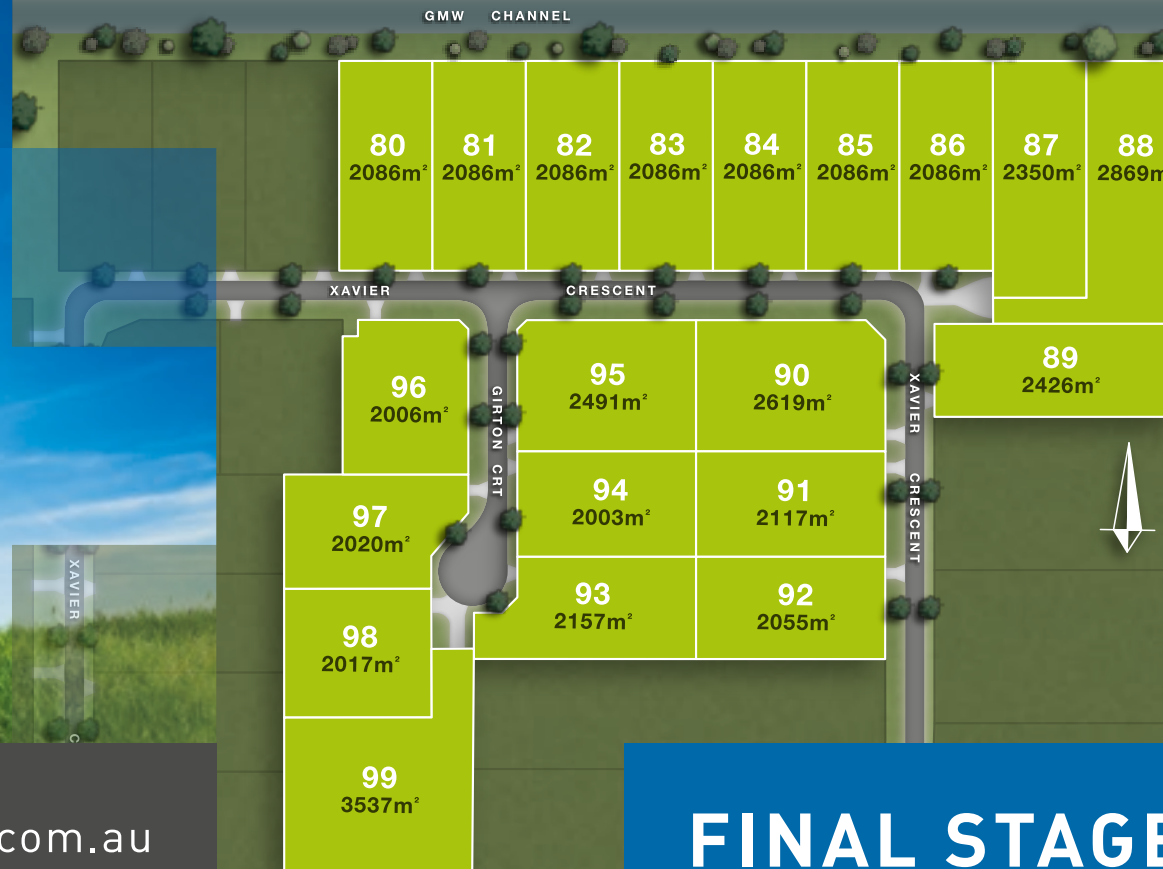 GMW CHANNEL
80
2086m²
81
2086m²
82
2086m²
83
2086m²
84
2086m²
85
2086m²
86
2086m²
87
2350m²
88
2869m
XAVIER CRESCENT
89
2426m²
96
2006m²
95
2491m²
90
2619m²
GIRTON CRT
XAVIER CRESCENT
97
2020m²
94
2003m²
91
2117m²
98
2017m²
93
2157m²
92
2055m²
XAVIER C
99
3537m²
com.au
FINAL STAGE